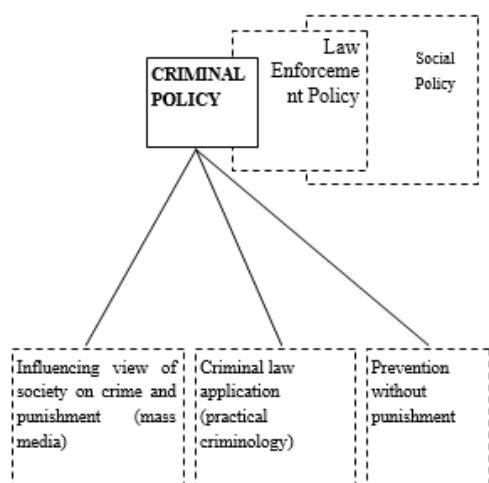 CRIMINAL
POLICY
Law
Enforceme
nt Policy
Social
Policy
Influencing view of
society on crime and
punishment (mass
media)
Criminal law
application
(practical
criminology)
Prevention
without
punishment